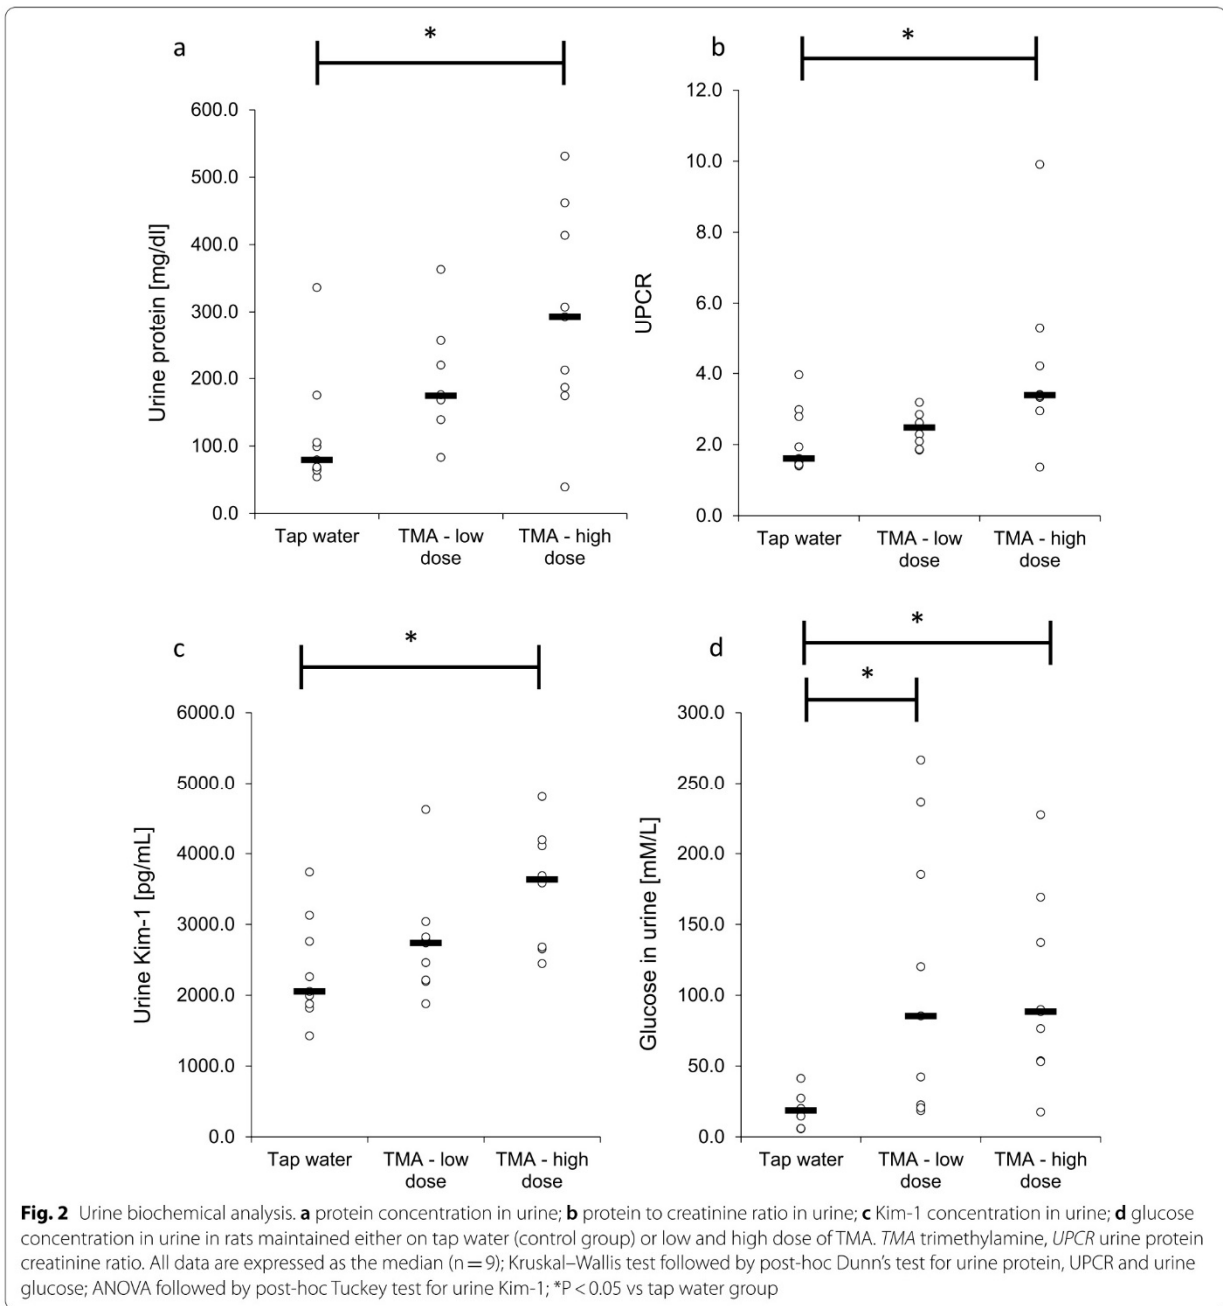 a
*
Urine protein [mg/dl]
600.0
500.0
400.0
300.0
200.0
100.0
0.0
Tap water
TMA - low
dose
TMA - high
dose
b
*
UPCR
12.0
10.0
8.0
6.0
4.0
2.0
0.0
Tap water
TMA - low
dose
TMA - high
dose
c
*
Urine Kim-1 [pg/mL]
6000.0
5000.0
4000.0
3000.0
2000.0
1000.0
0.0
Tap water
TMA - low
dose
TMA - high
dose
d
*
*
Glucose in urine [mM/L]
300.0
250.0
200.0
150.0
100.0
50.0
0.0
Tap water
TMA - low
dose
TMA - high
dose
Fig. 2 Urine biochemical analysis. a protein concentration in urine; b protein to creatinine ratio in urine; c Kim-1 concentration in urine; d glucose
concentration in urine in rats maintained either on tap water (control group) or low and high dose of TMA. TMA trimethylamine, UPCR urine protein
creatinine ratio. All data are expressed as the median (n = 9); Kruskal–Wallis test followed by post-hoc Dunn's test for urine protein, UPCR and urine
glucose; ANOVA followed by post-hoc Tuckey test for urine Kim-1; *P < 0.05 vs tap water group